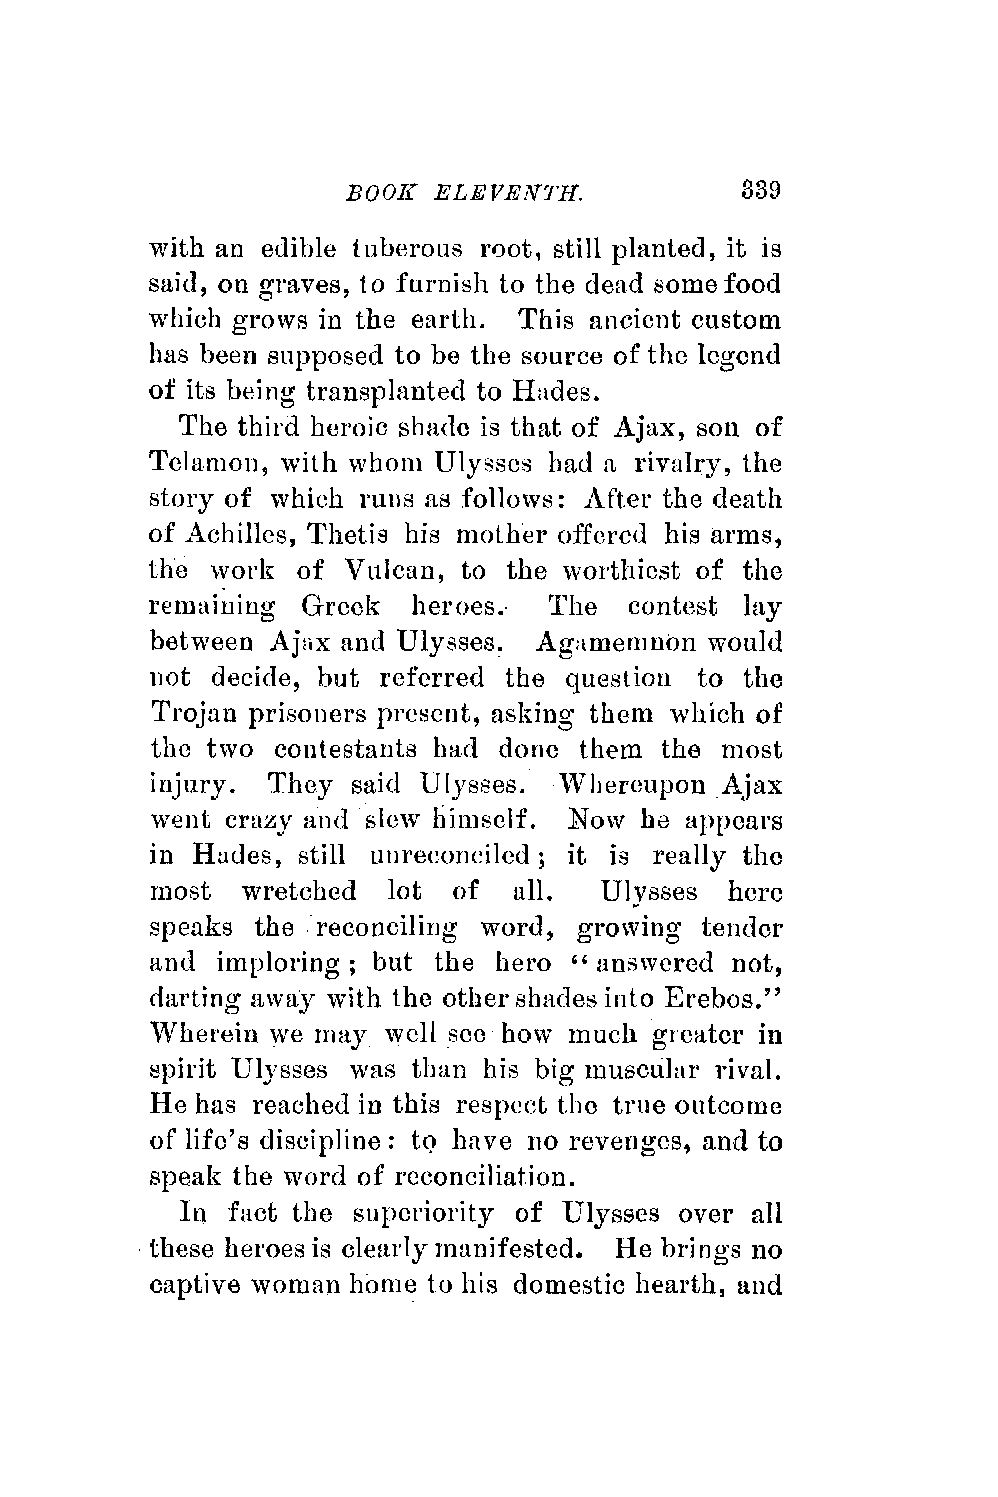 BOOK ELEVENTH. 339
with an edible tuberous root, still planted, it is
said, on graves, to furnish to the dead some food
which grows in the earth. This ancient custom
has been supposed to be the source of the legend
of its being transplanted to Hades.
The third heroic shade is that of Ajax, son of
Telamon, with whom Ulysses had a rivalry, the
story of which runs as follows: After the death
of Achilles, Thetis his mother offered his arms,
the work of Vulcan, to the worthiest of the
remaining Greek heroes. The contest lay
between Ajax and Ulysses. Agamemnon would
not decide, but referred the question to the
Trojan prisoners present, asking them which of
the two contestants had done them the most
injury. They said Ulysses. Whereupon Ajax
went crazy and slew himself. Now he appears
in Hades, still unreconciled; it is really the
most wretched lot of all. Ulysses here
speaks the reconciling word, growing tender
and imploring; but the hero "answered not,
darting away with the other shades into Erebos."
Wherein we may well see how much greater in
spirit Ulysses was than his big muscular rival.
He has reached in this respect the true outcome
of life's discipline: to have no revenges, and to
speak the word of reconciliation.
In fact the superiority of Ulysses over all
these heroes is clearly manifested. He brings no
captive woman home to his domestic hearth, and